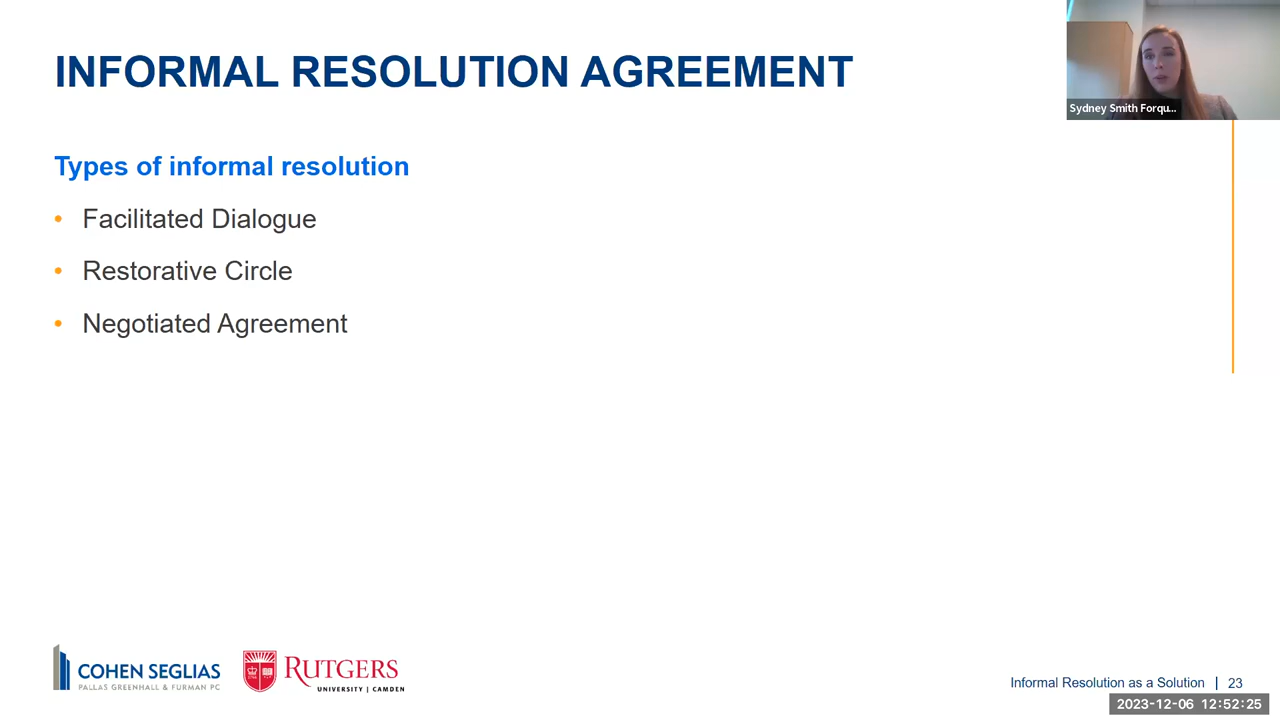 INFORMAL RESOLUTION AGREEMENT
Sydney Smith Forqu...
Types of informal resolution
• Facilitated Dialogue
• Restorative Circle
• Negotiated Agreement
COHEN SEGLIAS
PALLAS GREENHALL & FURMAN PC
RUTGERS
UNIVERSITY | CAMDEN
Informal Resolution as a Solution | 23
2023-12-06 12:52:25